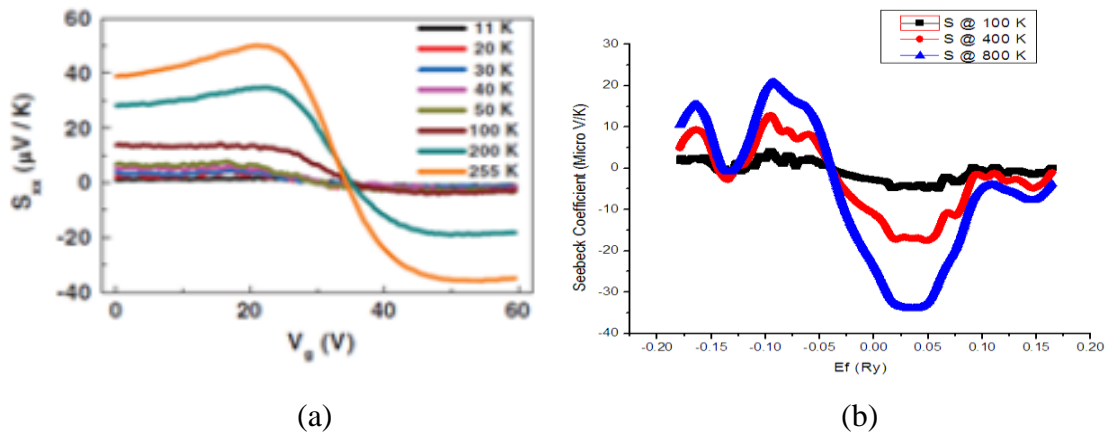 60
40
20
0
-20
-40
S_xx (μV / K)
11 K
20 K
30 K
40 K
50 K
100 K
200 K
255 K
0
20
40
60
V_g (V)
(a)
S @ 100 K
S @ 400 K
S @ 800 K
30
20
10
0
-10
-20
-30
-40
Seebeck Coefficient (Micro V/K)
-0.20
-0.15
-0.10
-0.05
0.00
0.05
0.10
0.15
0.20
Ef (Ry)
(b)